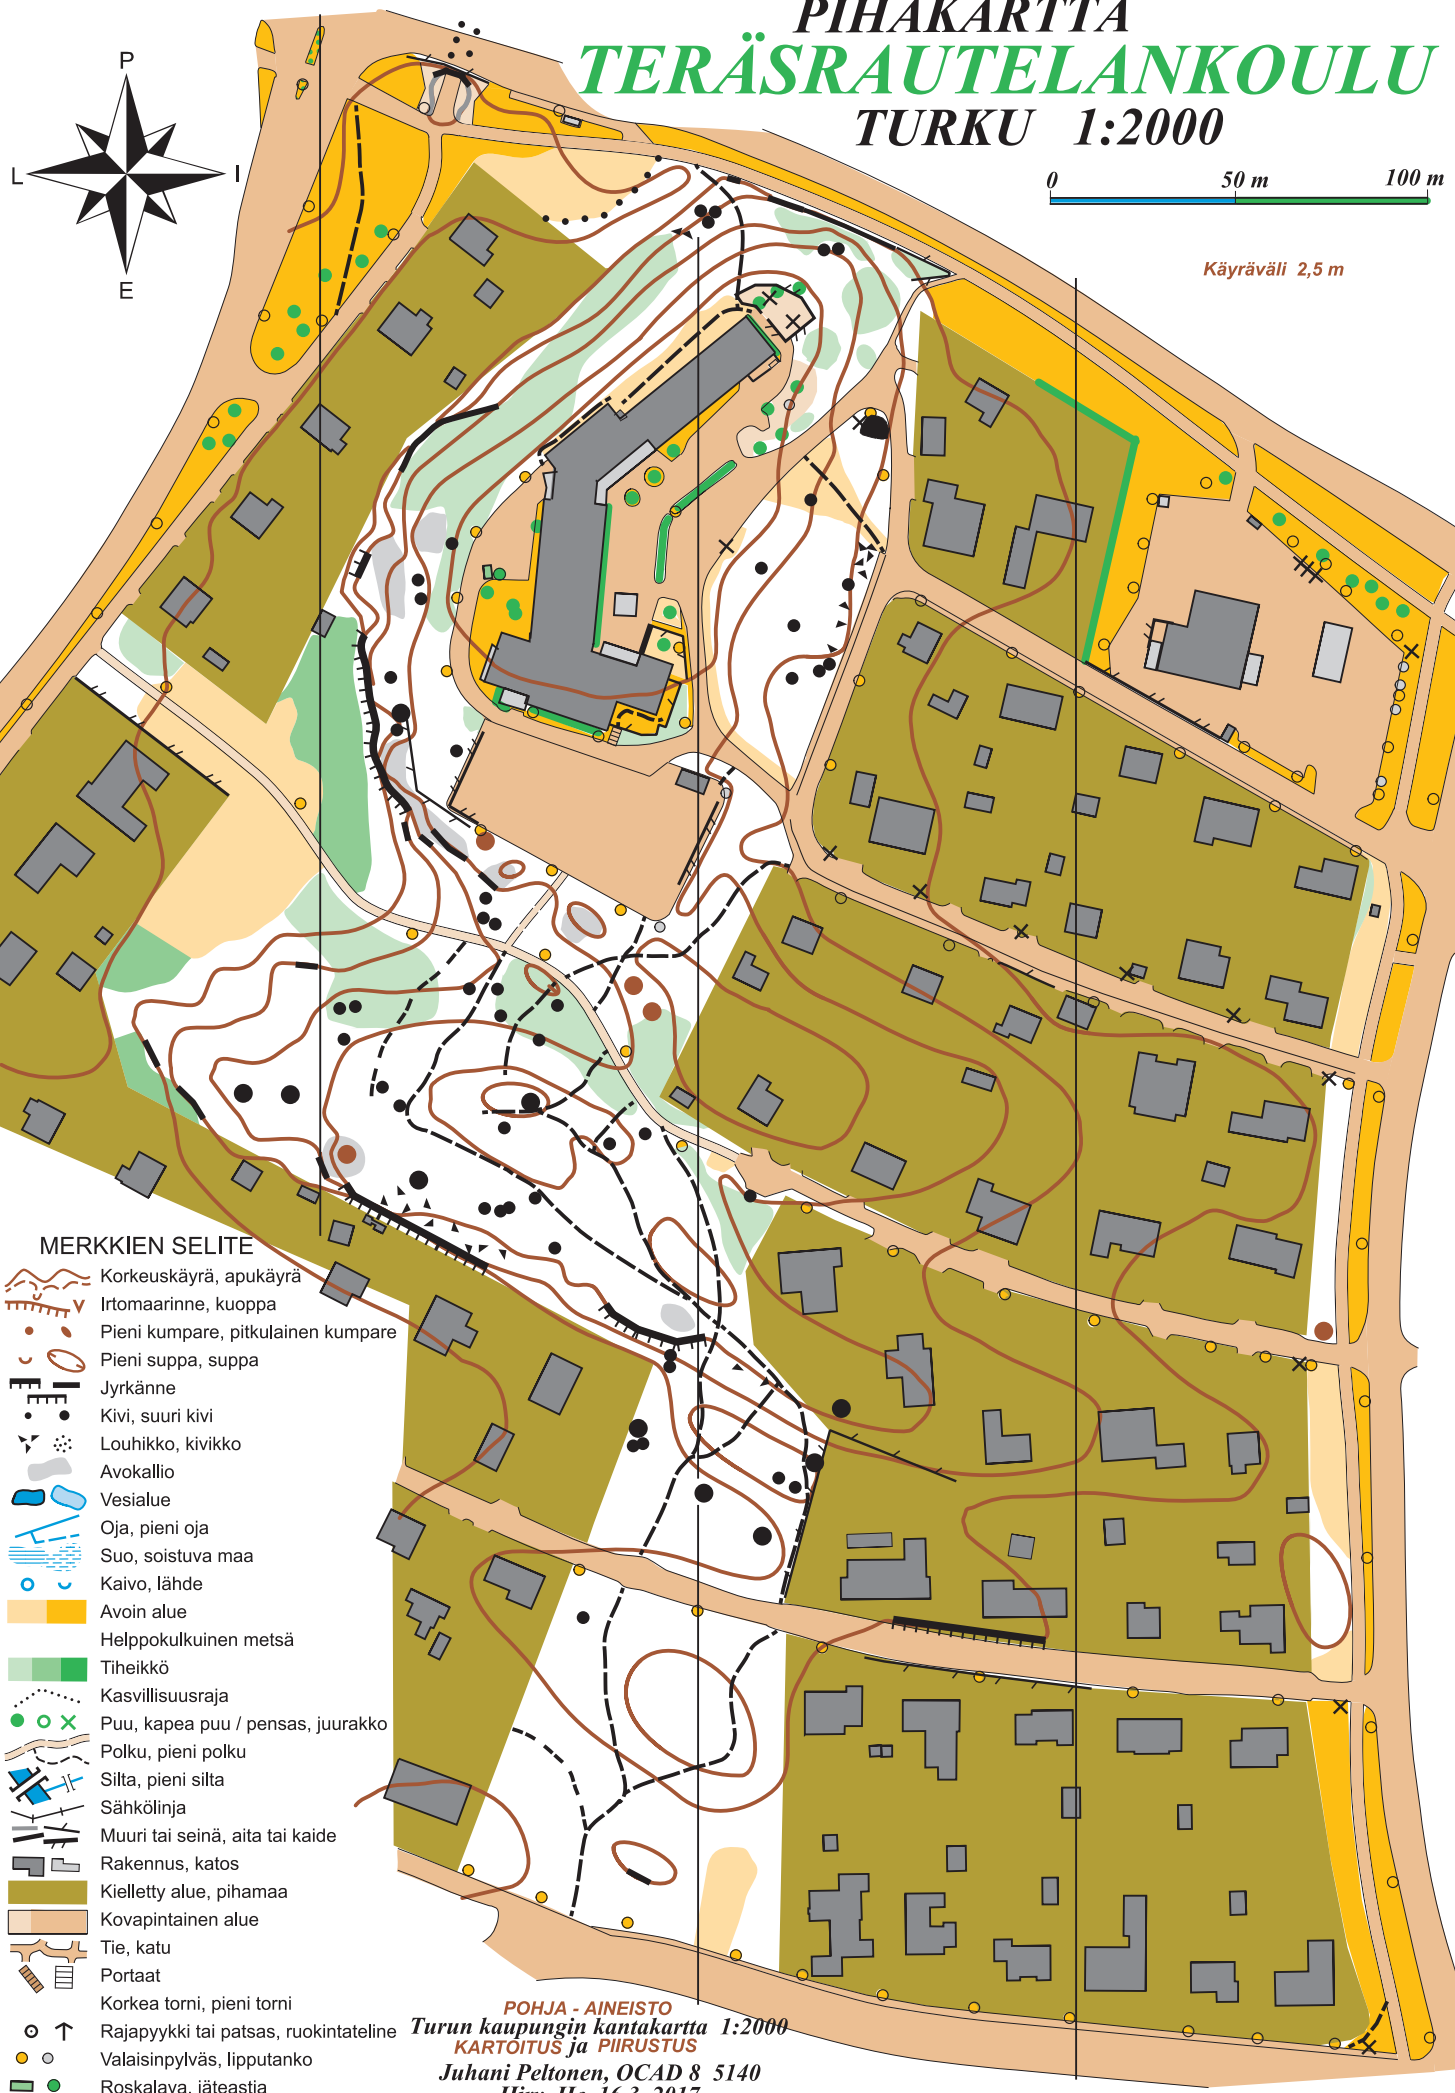 PIHAKARTTA
TERÄSRAUTELANKOULU
TURKU 1:2000
P
L I
E
0 50 m 100 m
Käyräväli 2,5 m
MERKKIEN SELITE
Korkeuskäyrä, apukäyrä
Irtomaarinne, kuoppa
Pieni kumpare, pitkulainen kumpare
Pieni suppa, suppa
Jyrkänne
Kivi, suuri kivi
Louhikko, kivikko
Avokallio
Vesialue
Oja, pieni oja
Suo, soistuva maa
Kaivo, lähde
Avoin alue
Helppokulkuinen metsä
Tiheikkö
Kasvillisuusraja
Puu, kapea puu / pensas, juurakko
Polku, pieni polku
Silta, pieni silta
Sähkölinja
Muuri tai seinä, aita tai kaide
Rakennus, katos
Kielletty alue, pihamaa
Kovapintainen alue
Tie, katu
Portaat
Korkea torni, pieni torni
Rajapyykki tai patsas, ruokintateline
Valaisinpylväs, lipputanko
Roskalava, jäteastia
POHJA - AINEISTO
Turun kaupungin kantakartta 1:2000
KARTOITUS ja PIIRUSTUS
Juhani Peltonen, OCAD 8 5140
16.3. 2017